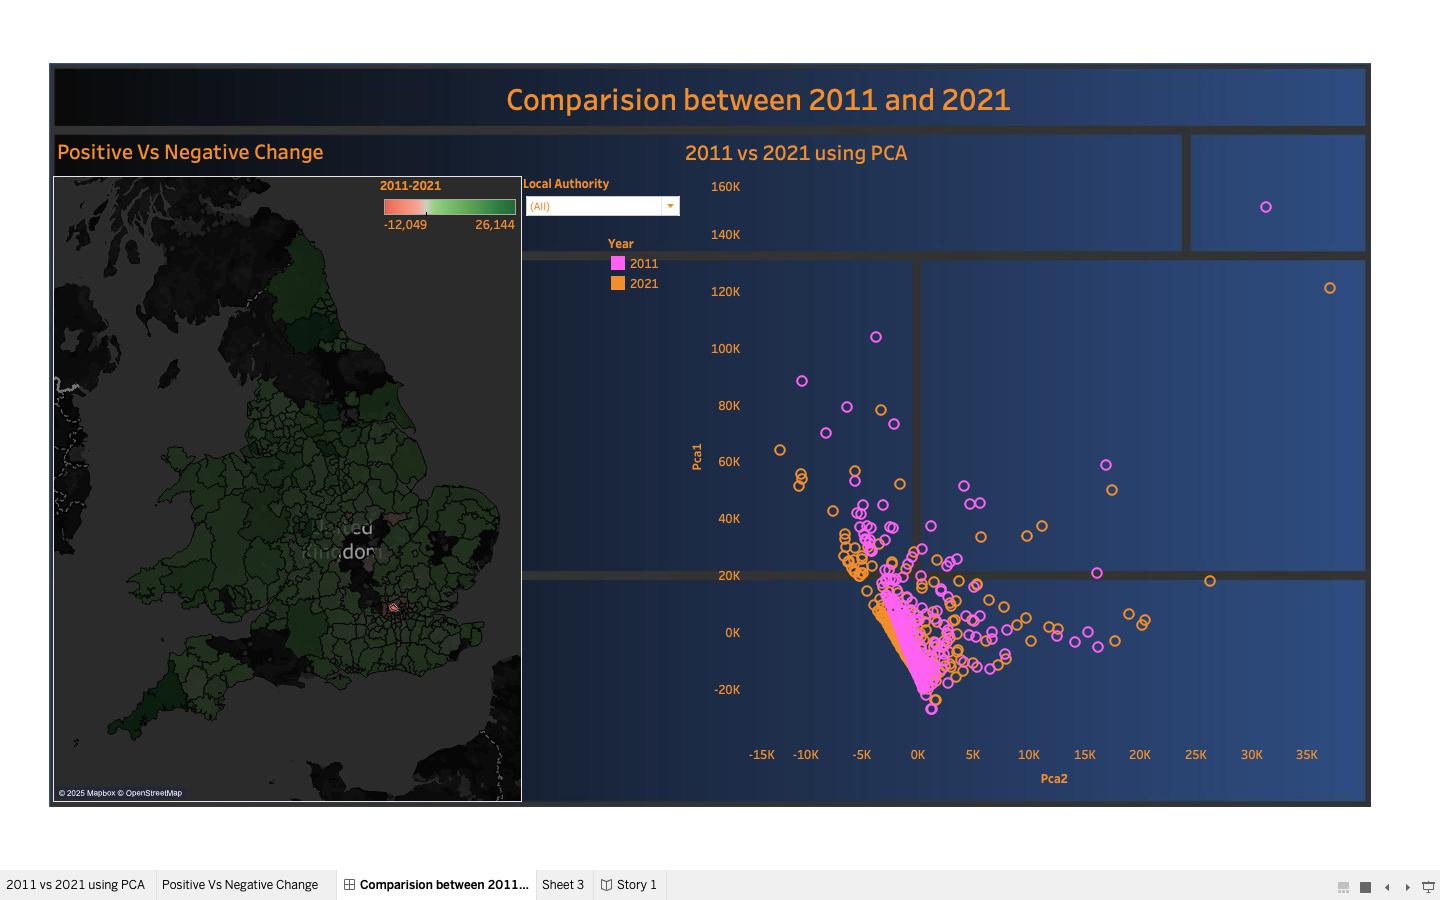 Comparision between 2011 and 2021
Positive Vs Negative Change
2011 vs 2021 using PCA
2011-2021
-12,049
26,144
Local Authority
(All)
Year
2011
2021
160K
140K
120K
100K
80K
60K
40K
20K
0K
-20K
Pca1
-15K
-10K
-5K
0K
5K
10K
15K
20K
25K
30K
35K
Pca2
United
Kingdom
© 2025 Mapbox © OpenStreetMap
2011 vs 2021 using PCA
Positive Vs Negative Change
Comparision between 2011...
Sheet 3
Story 1